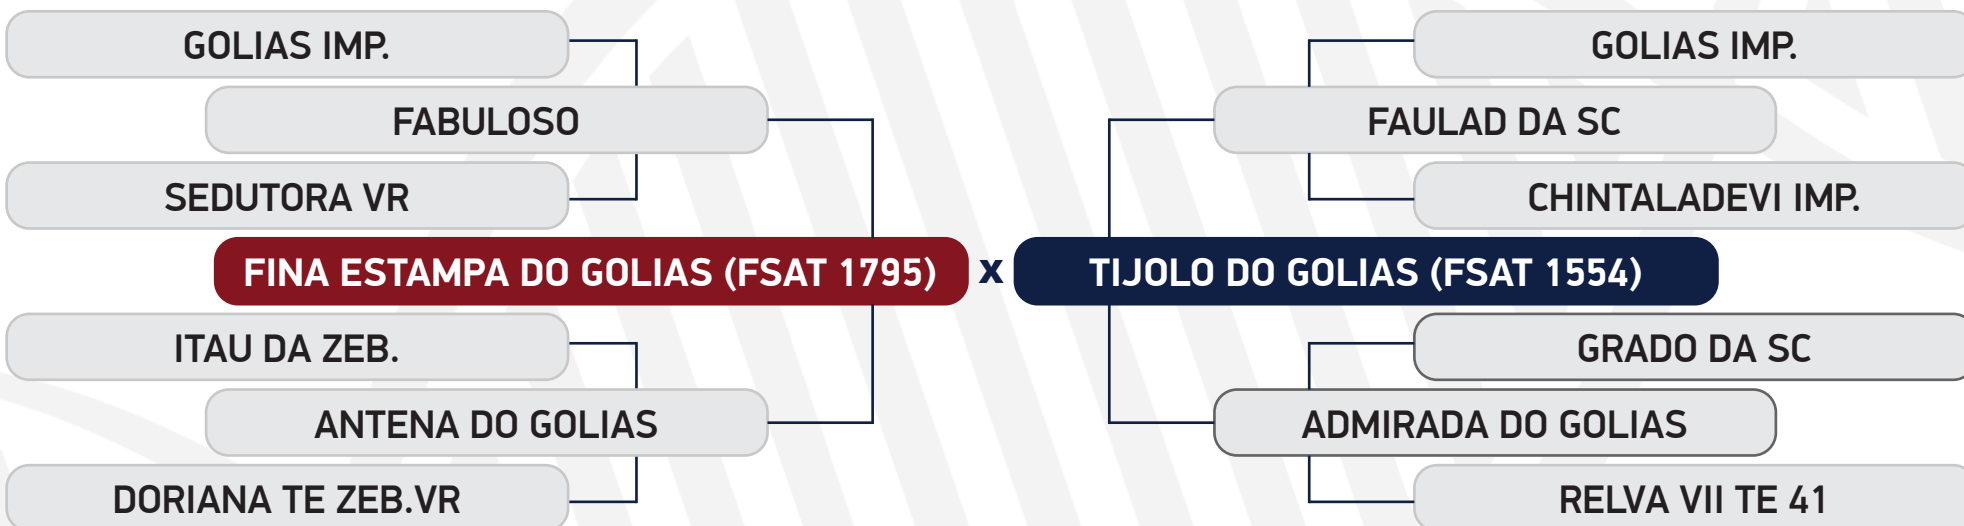 GOLIAS IMP.
GOLIAS IMP.
FABULOSO
FAULAD DA SC
SEDUTORA VR
CHINTALADEVI IMP.
FINA ESTAMPA DO GOLIAS (FSAT 1795) x TIJOLO DO GOLIAS (FSAT 1554)
ITAU DA ZEB.
GRADO DA SC
ANTENA DO GOLIAS
ADMIRADA DO GOLIAS
DORIANA TE ZEB.VR
RELVA VII TE 41